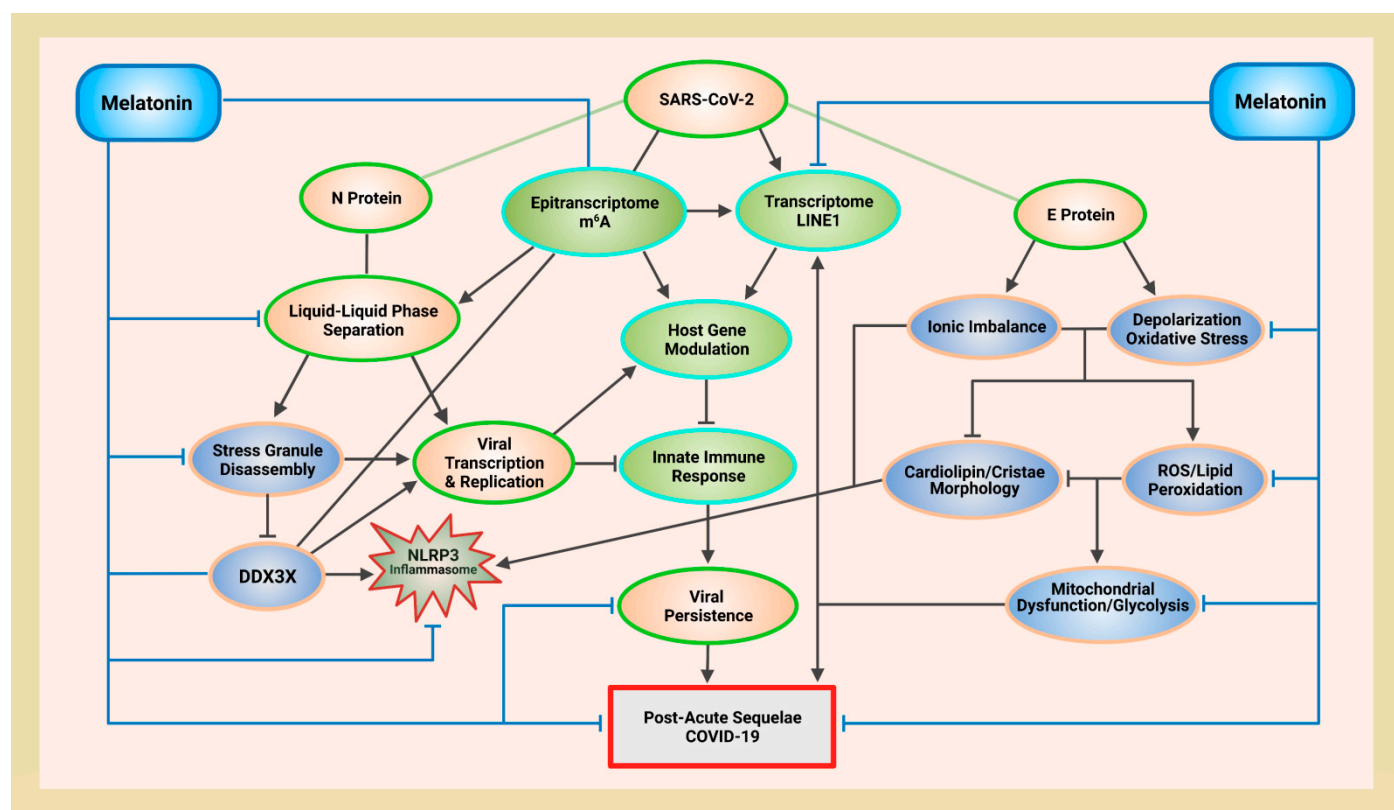 Melatonin
SARS-CoV-2
Melatonin
N Protein
Epitranscriptome
m⁶A
Transcriptome
LINE1
E Protein
Liquid-Liquid Phase
Separation
Host Gene
Modulation
Ionic Imbalance
Depolarization
Oxidative Stress
Stress Granule
Disassembly
Viral
Transcription
& Replication
Innate Immune
Response
Cardiolipin/Cristae
Morphology
ROS/Lipid
Peroxidation
DDX3X
NLRP3
Inflammasome
Viral
Persistence
Mitochondrial
Dysfunction/Glycolysis
Post-Acute Sequelae
COVID-19